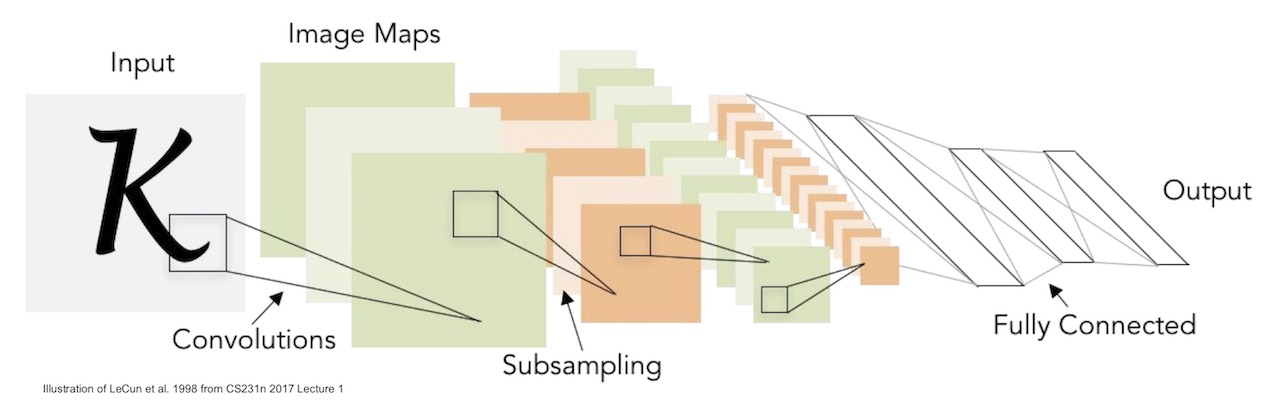 Image Maps
Input
K
Output
Convolutions
Subsampling
Fully Connected
Illustration of LeCun et al. 1998 from CS231n 2017 Lecture 1